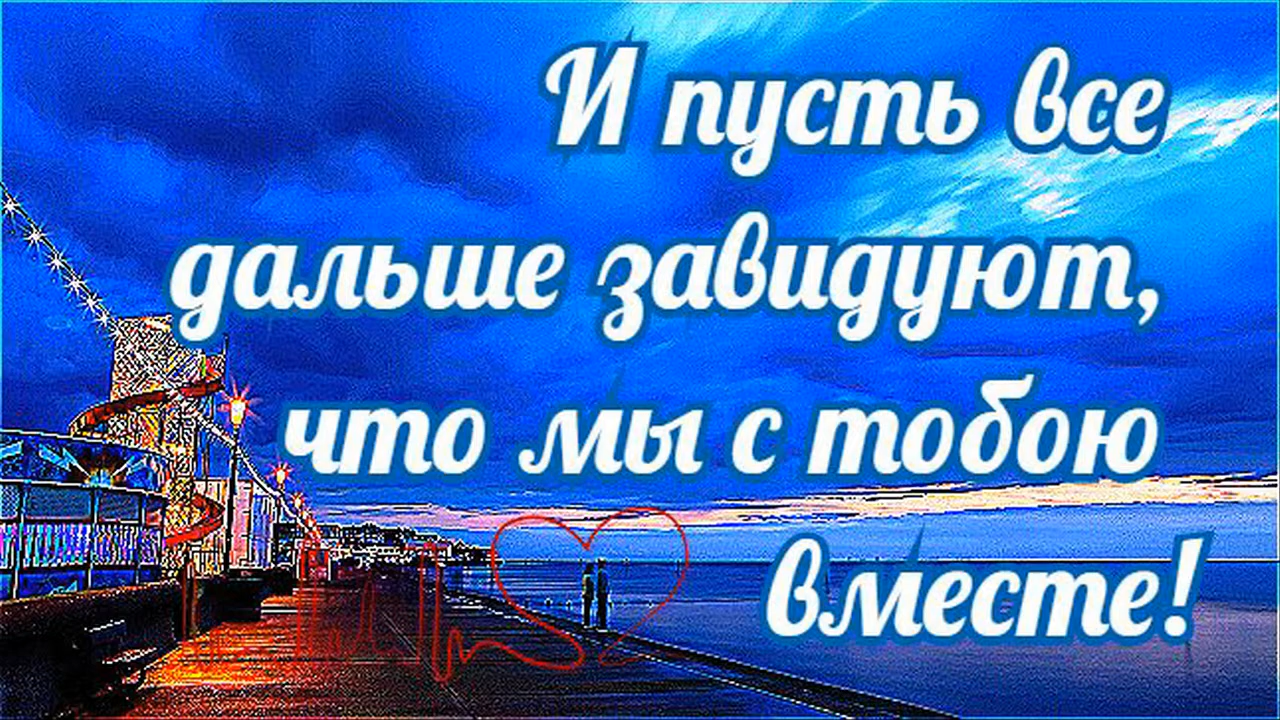 И пусть все
дальше завидуют,
что мы с тобою
вместе!